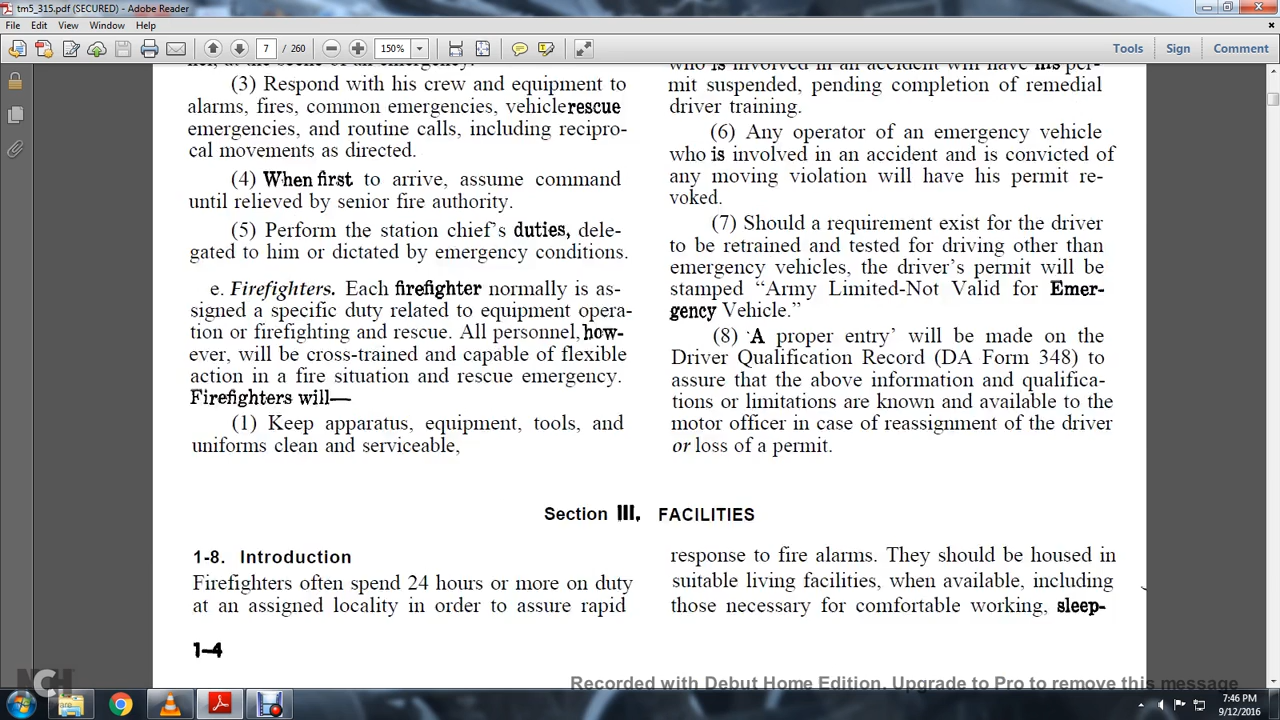 tm5_315.pdf (SECURED) - Adobe Reader
File Edit View Window Help
7 / 260 150% Tools Sign Comment
(3) Respond with his crew and equipment to
alarms, fires, common emergencies, vehicle rescue
emergencies, and routine calls, including recipro-
cal movements as directed.
(4) When first to arrive, assume command
until relieved by senior fire authority.
(5) Perform the station chief's duties, dele-
gated to him or dictated by emergency conditions.
e. Firefighters. Each firefighter normally is as-
signed a specific duty related to equipment opera-
tion or firefighting and rescue. All personnel, how-
ever, will be cross-trained and capable of flexible
action in a fire situation and rescue emergency.
Firefighters will—
(1) Keep apparatus, equipment, tools, and
uniforms clean and serviceable,
who is involved in an accident will have his per-
mit suspended, pending completion of remedial
driver training.
(6) Any operator of an emergency vehicle
who is involved in an accident and is convicted of
any moving violation will have his permit re-
voked.
(7) Should a requirement exist for the driver
to be retrained and tested for driving other than
emergency vehicles, the driver's permit will be
stamped “Army Limited-Not Valid for Emer-
gency Vehicle.”
(8) 'A proper entry' will be made on the
Driver Qualification Record (DA Form 348) to
assure that the above information and qualifica-
tions or limitations are known and available to the
motor officer in case of reassignment of the driver
or loss of a permit.
Section III. FACILITIES
1-8. Introduction
Firefighters often spend 24 hours or more on duty
at an assigned locality in order to assure rapid
response to fire alarms. They should be housed in
suitable living facilities, when available, including
those necessary for comfortable working, sleep-
1–4
NCH
Recorded with Debut Home Edition. Upgrade to Pro to remove this message
7:46 PM
9/12/2016